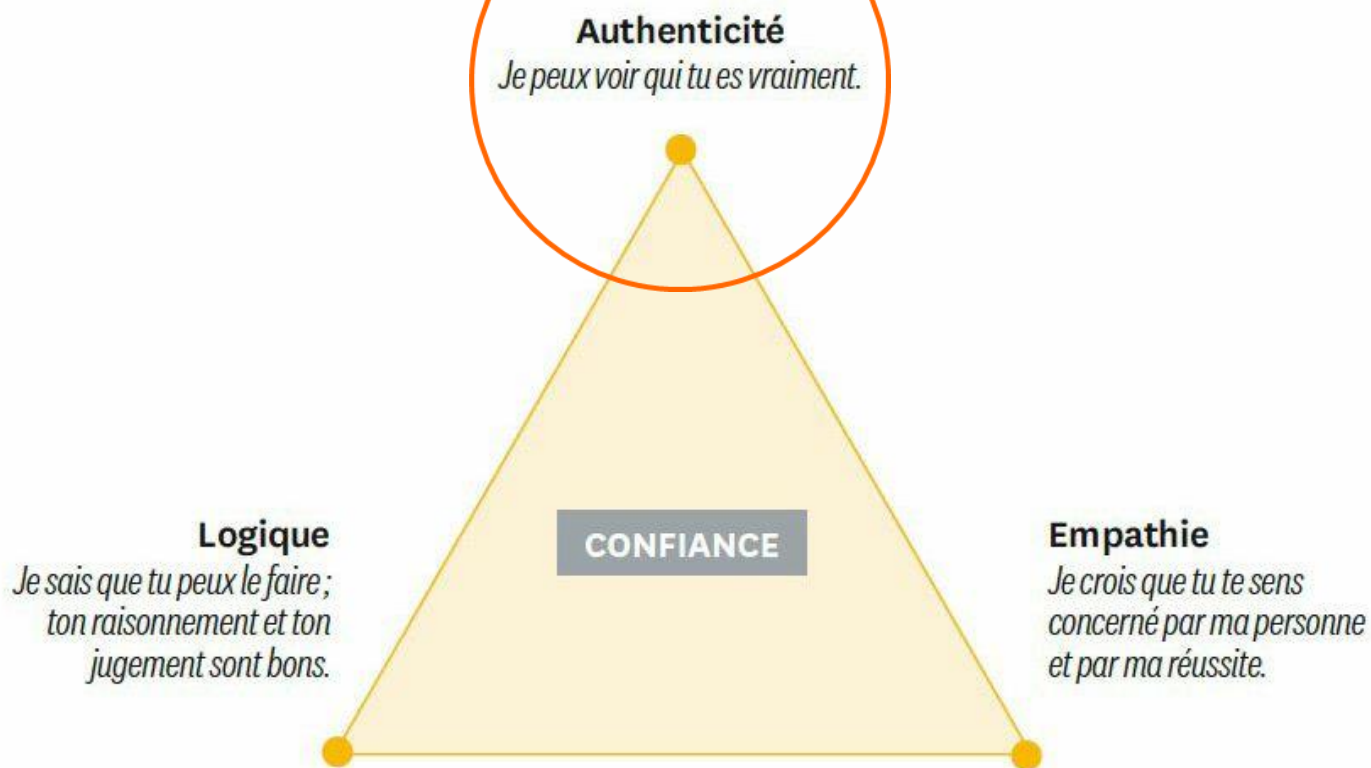 Authenticité
Je peux voir qui tu es vraiment.
CONFIANCE
Logique
Je sais que tu peux le faire ;
ton raisonnement et ton
jugement sont bons.
Empathie
Je crois que tu te sens
concerné par ma personne
et par ma réussite.